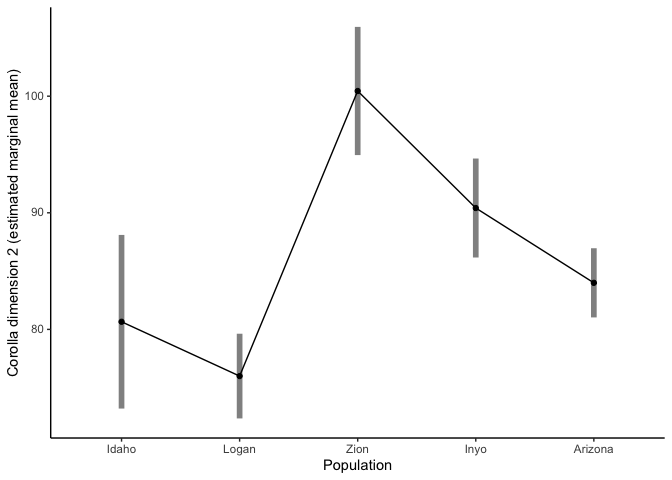 Corolla dimension 2 (estimated marginal mean)
100
90
80
Idaho Logan Zion Inyo Arizona
Population